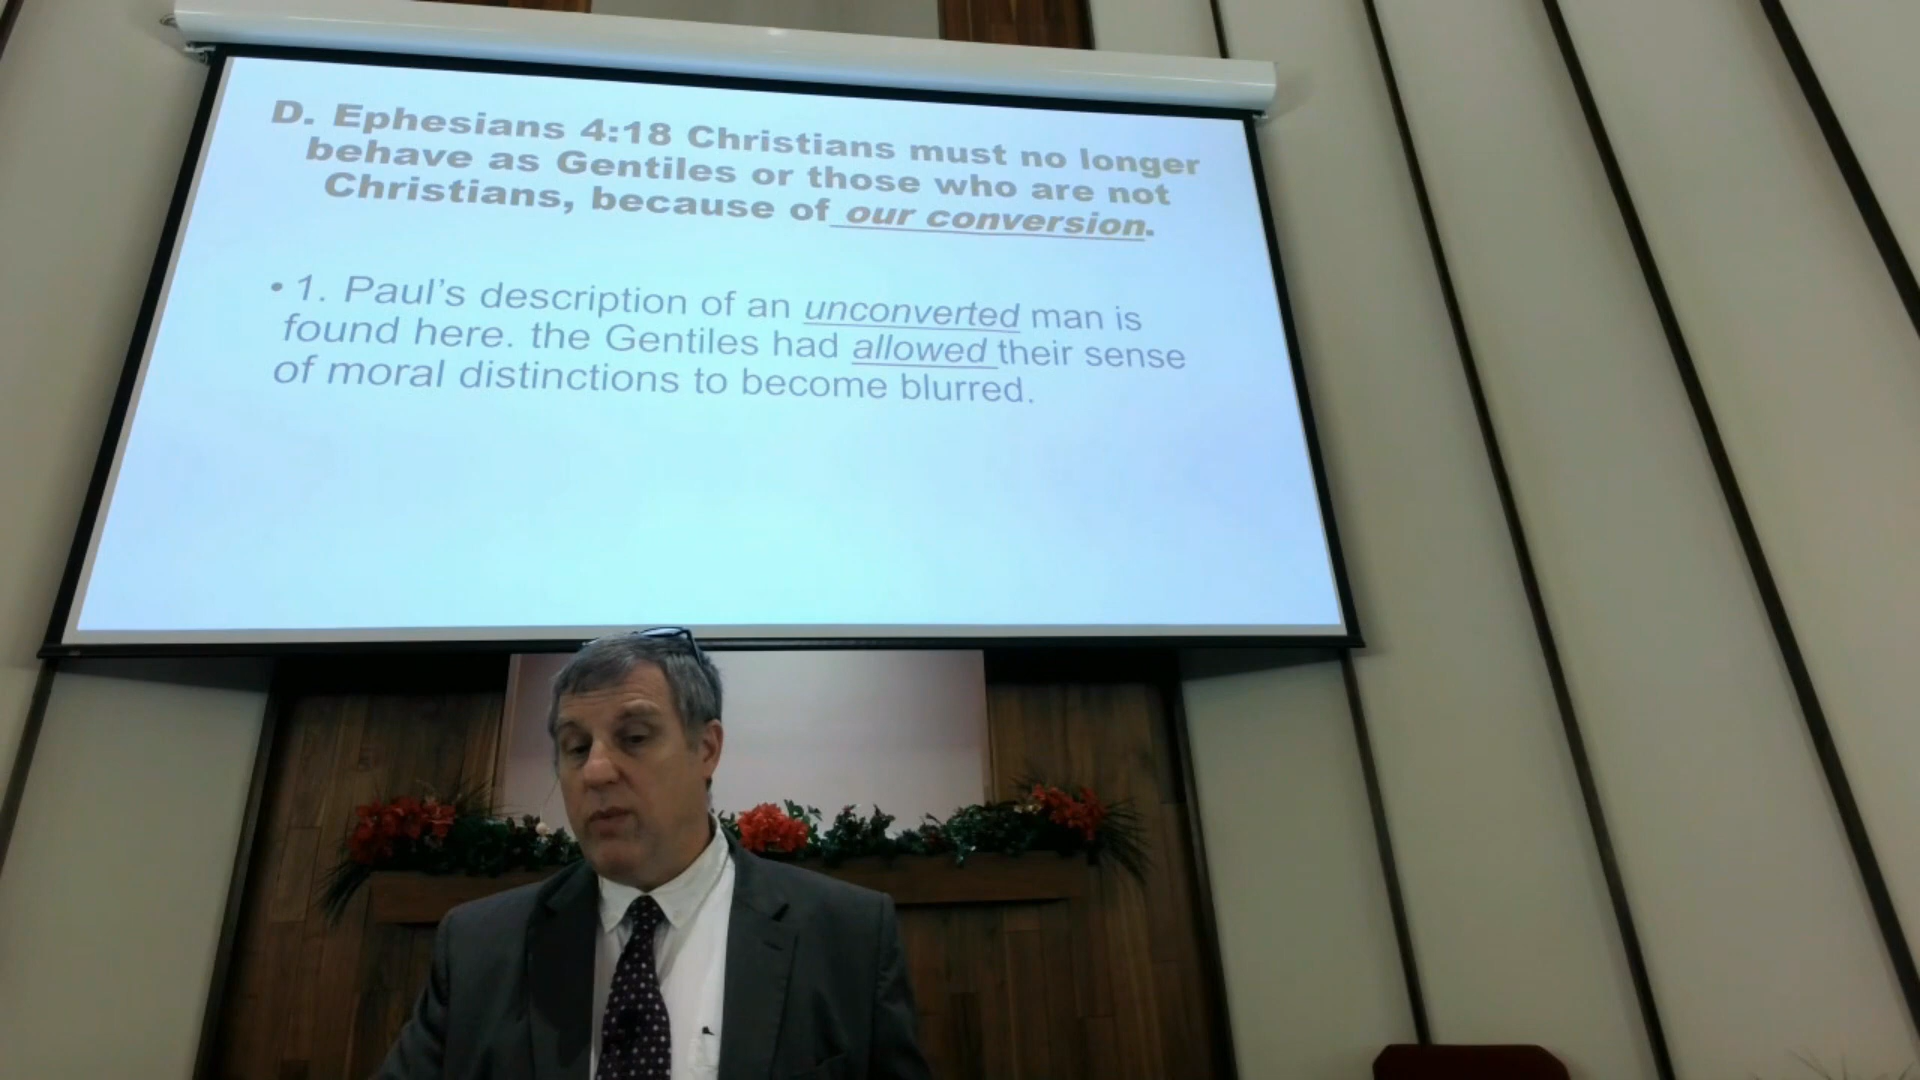 D. Ephesians 4:18 Christians must no longer
behave as Gentiles or those who are not
Christians, because of our conversion.
• 1. Paul's description of an unconverted man is
found here. the Gentiles had allowed their sense
of moral distinctions to become blurred.